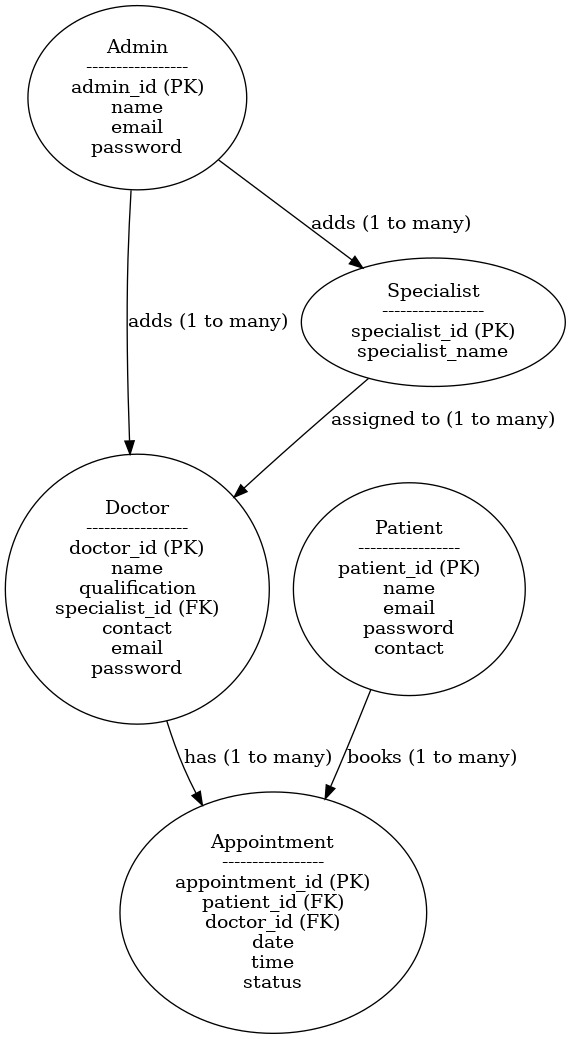 Admin
-----------------
admin_id (PK)
name
email
password
adds (1 to many)
Specialist
-----------------
specialist_id (PK)
specialist_name
adds (1 to many)
assigned to (1 to many)
Doctor
-----------------
doctor_id (PK)
name
qualification
specialist_id (FK)
contact
email
password
Patient
-----------------
patient_id (PK)
name
email
password
contact
has (1 to many)
books (1 to many)
Appointment
-----------------
appointment_id (PK)
patient_id (FK)
doctor_id (FK)
date
time
status